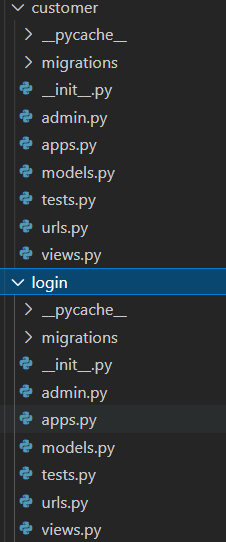 customer
__pycache__
migrations
__init__.py
admin.py
apps.py
models.py
tests.py
urls.py
views.py
login
__pycache__
migrations
__init__.py
admin.py
apps.py
models.py
tests.py
urls.py
views.py